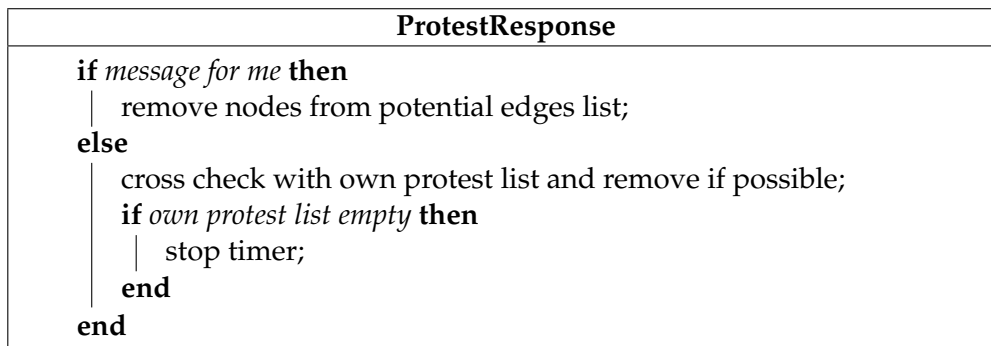 ProtestResponse
if message for me then
remove nodes from potential edges list;
else
cross check with own protest list and remove if possible;
if own protest list empty then
stop timer;
end
end